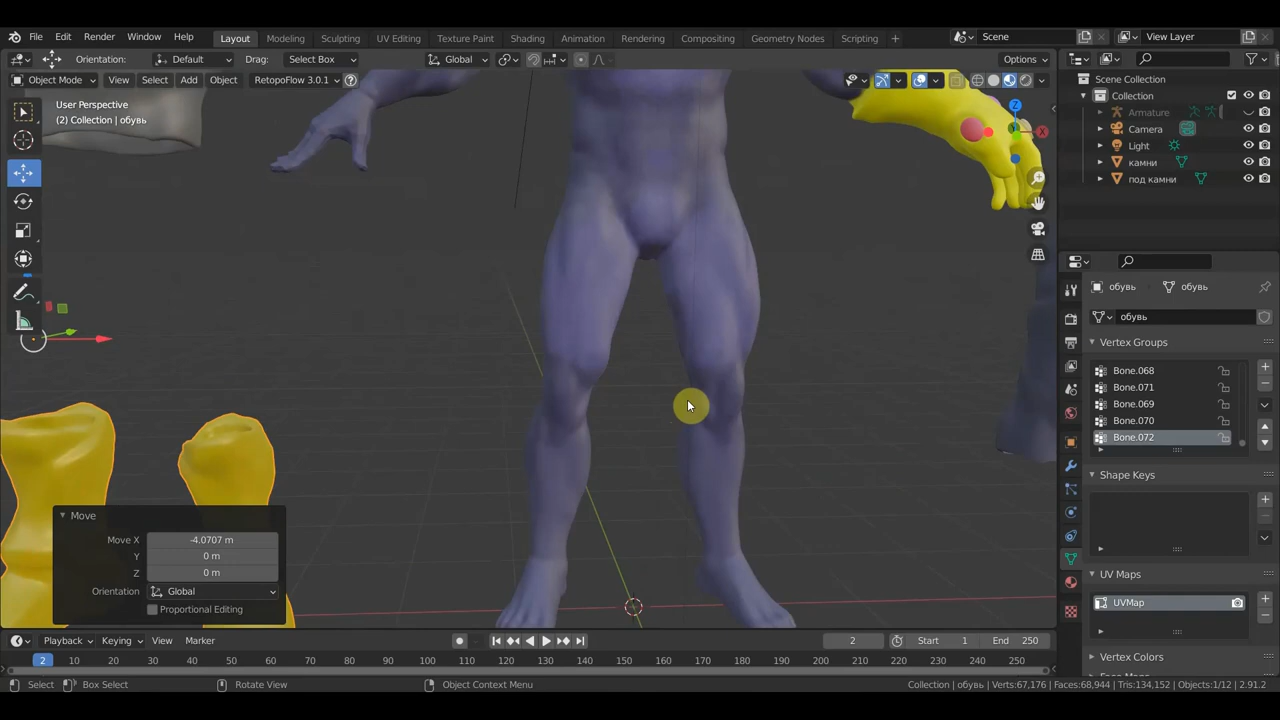 File Edit Render Window Help Layout Modeling Sculpting UV Editing Texture Paint Shading Animation Rendering Compositing Geometry Nodes Scripting + Scene View Layer
Orientation: Default Drag: Select Box Global Options
Object Mode View Select Add Object RetopoFlow 3.0.1
User Perspective
(2) Collection | обувь
Scene Collection
Collection
Armature
Camera
Light
камни
под камни
обувь обувь
обувь
Vertex Groups
Bone.068
Bone.071
Bone.069
Bone.070
Bone.072
Shape Keys
UV Maps
UVMap
Vertex Colors
Move
Move X -4.0707 m
Y 0 m
Z 0 m
Orientation Global
Proportional Editing
Playback Keying View Marker 2 Start 1 End 250
2 10 20 30 40 50 60 70 80 90 100 110 120 130 140 150 160 170 180 190 200 210 220 230 240 250
Select Box Select Rotate View Object Context Menu Collection | обувь | Verts:67,176 | Faces:68,944 | Tris:134,152 | Objects:1/12 | 2.91.2